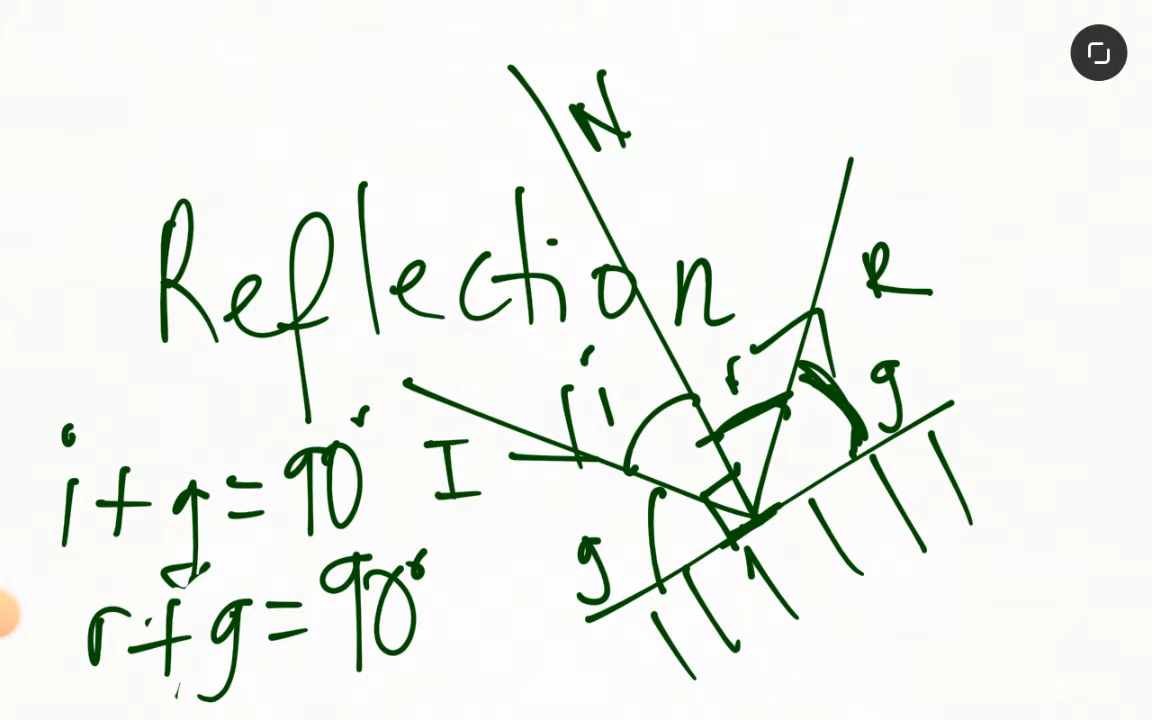 N
Reflection
R
i
r
g
I
g
i + g = 90°
r + g = 90°